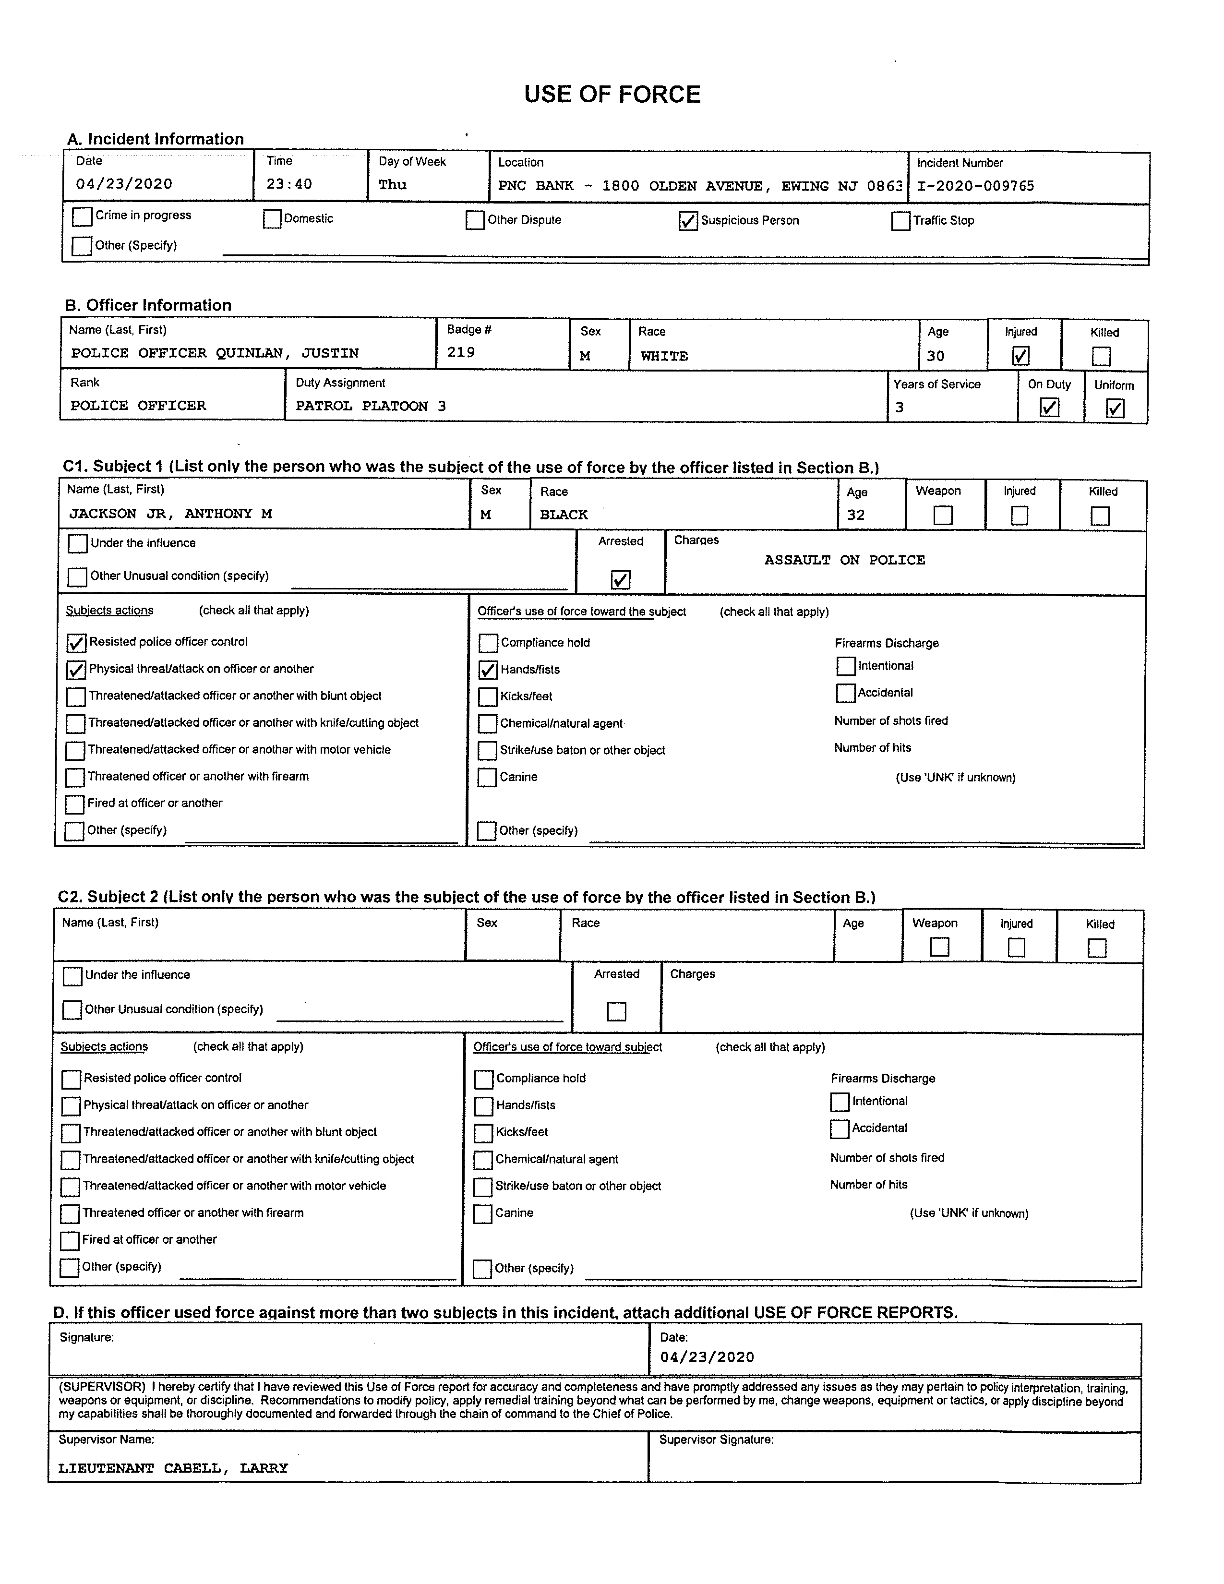 USE OF FORCE
A. Incident Information
Date Time Day of Week Location Incident Number
04/23/2020 23:40 Thu PNC BANK - 1800 OLDEN AVENUE, EWING NJ 0863 I-2020-009765
Crime in progress Domestic Other Dispute Suspicious Person Traffic Stop
Other (Specify)
B. Officer Information
Name (Last, First) Badge # Sex Race Age Injured Killed
POLICE OFFICER QUINLAN, JUSTIN 219 M WHITE 30
Rank Duty Assignment Years of Service On Duty Uniform
POLICE OFFICER PATROL PLATOON 3 3
C1. Subject 1 (List only the person who was the subject of the use of force by the officer listed in Section B.)
Name (Last, First) Sex Race Age Weapon Injured Killed
JACKSON JR, ANTHONY M M BLACK 32
Under the influence Arrested Charges
ASSAULT ON POLICE
Other Unusual condition (specify)
Subjects actions (check all that apply) Officer's use of force toward the subject (check all that apply)
Resisted police officer control Compliance hold Firearms Discharge
Physical threat/attack on officer or another Hands/fists Intentional
Threatened/attacked officer or another with blunt object Kicks/feet Accidental
Threatened/attacked officer or another with knife/cutting object Chemical/natural agent Number of shots fired
Threatened/attacked officer or another with motor vehicle Strike/use baton or other object Number of hits
Threatened officer or another with firearm Canine (Use 'UNK' if unknown)
Fired at officer or another
Other (specify) Other (specify)
C2. Subject 2 (List only the person who was the subject of the use of force by the officer listed in Section B.)
Name (Last, First) Sex Race Age Weapon Injured Killed
Under the influence Arrested Charges
Other Unusual condition (specify)
Subjects actions (check all that apply) Officer's use of force toward subject (check all that apply)
Resisted police officer control Compliance hold Firearms Discharge
Physical threat/attack on officer or another Hands/fists Intentional
Threatened/attacked officer or another with blunt object Kicks/feet Accidental
Threatened/attacked officer or another with knife/cutting object Chemical/natural agent Number of shots fired
Threatened/attacked officer or another with motor vehicle Strike/use baton or other object Number of hits
Threatened officer or another with firearm Canine (Use 'UNK' if unknown)
Fired at officer or another
Other (specify) Other (specify)
D. If this officer used force against more than two subjects in this incident, attach additional USE OF FORCE REPORTS.
Signature: Date:
04/23/2020
(SUPERVISOR) I hereby certify that I have reviewed this Use of Force report for accuracy and completeness and have promptly addressed any issues as they may pertain to policy interpretation, training,
weapons or equipment, or discipline. Recommendations to modify policy, apply remedial training beyond what can be performed by me, change weapons, equipment or tactics, or apply discipline beyond
my capabilities shall be thoroughly documented and forwarded through the chain of command to the Chief of Police.
Supervisor Name: Supervisor Signature:
LIEUTENANT CABELL, LARRY